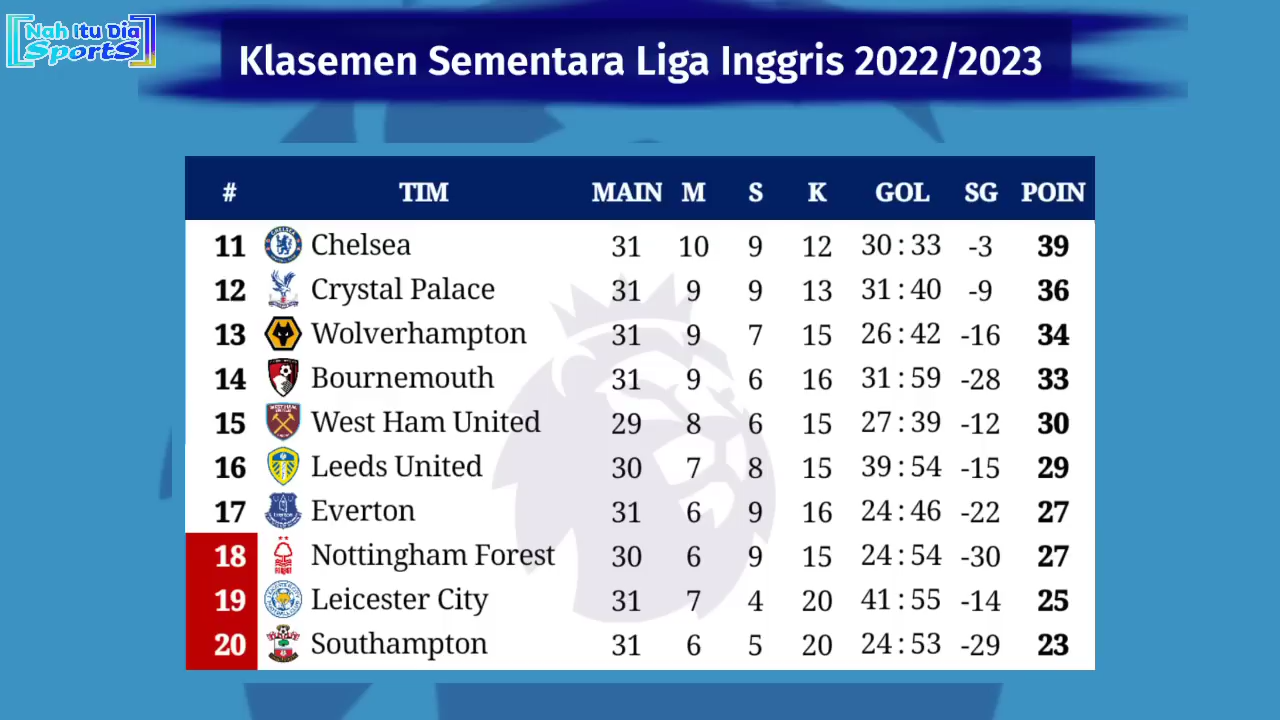 Nah Itu Dia
Sports
Klasemen Sementara Liga Inggris 2022/2023
# TIM MAIN M S K GOL SG POIN
11 Chelsea 31 10 9 12 30:33 -3 39
12 Crystal Palace 31 9 9 13 31:40 -9 36
13 Wolverhampton 31 9 7 15 26:42 -16 34
14 Bournemouth 31 9 6 16 31:59 -28 33
15 West Ham United 29 8 6 15 27:39 -12 30
16 Leeds United 30 7 8 15 39:54 -15 29
17 Everton 31 6 9 16 24:46 -22 27
18 Nottingham Forest 30 6 9 15 24:54 -30 27
19 Leicester City 31 7 4 20 41:55 -14 25
20 Southampton 31 6 5 20 24:53 -29 23